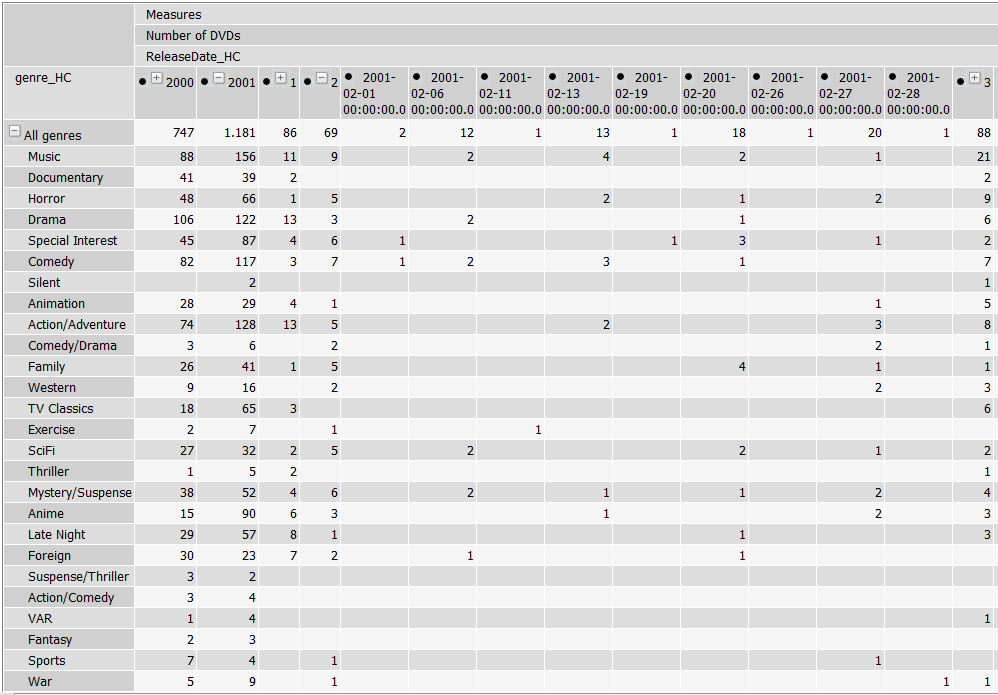 Measures
Number of DVDs
ReleaseDate_HC
genre_HC 2000 2001 1 2 2001-02-01 00:00:00.0 2001-02-06 00:00:00.0 2001-02-11 00:00:00.0 2001-02-13 00:00:00.0 2001-02-19 00:00:00.0 2001-02-20 00:00:00.0 2001-02-26 00:00:00.0 2001-02-27 00:00:00.0 2001-02-28 00:00:00.0 3
All genres 747 1.181 86 69 2 12 1 13 1 18 1 20 1 88
Music 88 156 11 9 2 4 2 1 21
Documentary 41 39 2 2
Horror 48 66 1 5 2 1 2 9
Drama 106 122 13 3 2 1 6
Special Interest 45 87 4 6 1 1 3 1 2
Comedy 82 117 3 7 1 2 3 1 7
Silent 2 1
Animation 28 29 4 1 1 5
Action/Adventure 74 128 13 5 2 3 8
Comedy/Drama 3 6 2 2 1
Family 26 41 1 5 4 1 1
Western 9 16 2 2 3
TV Classics 18 65 3 6
Exercise 2 7 1 1
SciFi 27 32 2 5 2 2 1 2
Thriller 1 5 2 1
Mystery/Suspense 38 52 4 6 2 1 1 2 4
Anime 15 90 6 3 1 2 3
Late Night 29 57 8 1 1 3
Foreign 30 23 7 2 1 1
Suspense/Thriller 3 2
Action/Comedy 3 4
VAR 1 4 1
Fantasy 2 3
Sports 7 4 1 1
War 5 9 1 1 1